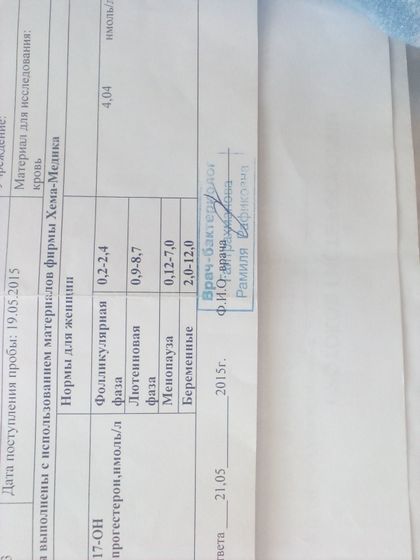 Материал для исследования:
кровь
Дата поступления пробы: 19.05.2015
выполнены с использованием материалов фирмы Хема-Медика
17-ОН
прогестерон,нмоль/л
Нормы для женщин
Фолликулярная фаза 0,2-2,4
Лютеиновая фаза 0,9-8,7
Менопауза 0,12-7,0
Беременные 2,0-12,0
4,04 нмоль/л
21,05 2015г. Ф.И.О. врача
Врач-бактериолог
Рамиля Рафиковна